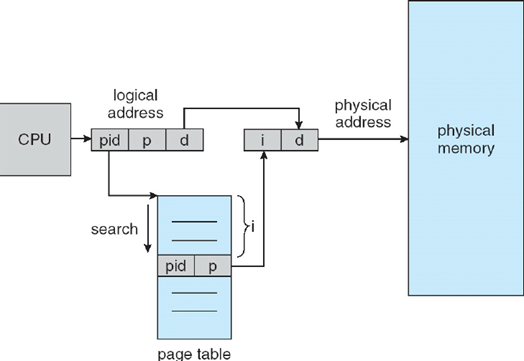 logical
address
physical
address
CPU
pid p d
i d
physical
memory
search
i
pid p
page table